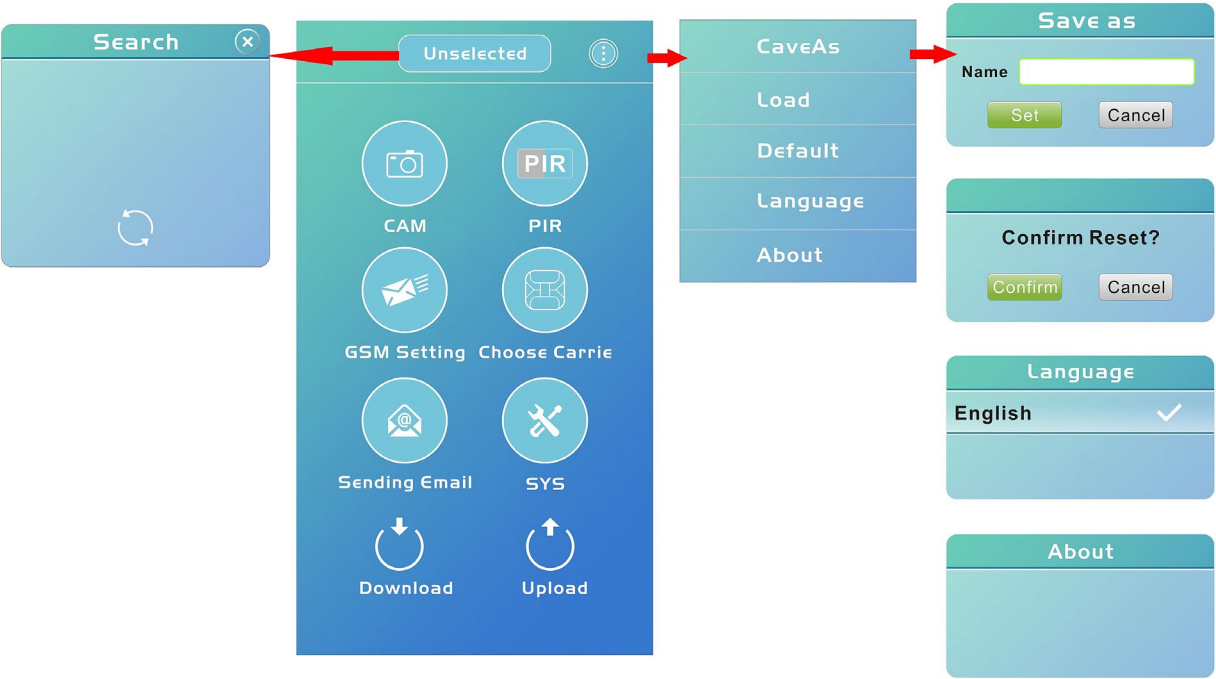 Search
Unselected
CAM
PIR
PIR
GSM Setting
Choose Carrie
Sending Email
SYS
Download
Upload
CaveAs
Load
Default
Language
About
Save as
Name
Set
Cancel
Confirm Reset?
Confirm
Cancel
Language
English
About